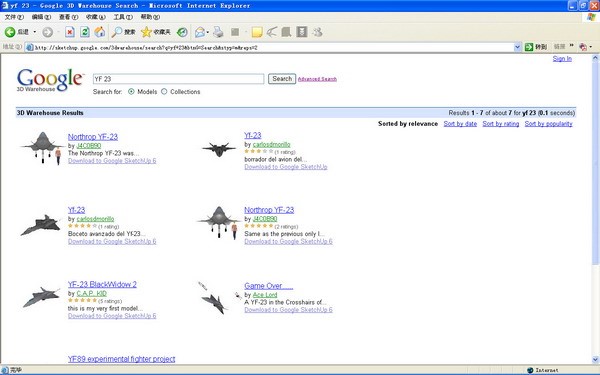 yf 23 - Google 3D Warehouse Search - Microsoft Internet Explorer
文件(F) 编辑(E) 查看(V) 收藏(A) 工具(T) 帮助(H)
后退 搜索 收藏夹
地址(D) http://sketchup.google.com/3dwarehouse/search?q=yf+23&btnG=Search&styp=m&reps=2 转到 链接
Sign in
Google
3D Warehouse
YF 23 Search Advanced Search
Search for: Models Collections
3D Warehouse Results Results 1 - 7 of about 7 for yf 23 (0.1 seconds)
Sorted by relevance Sort by date Sort by rating Sort by popularity
Northrop YF-23
by J4C0B90
The Northrop YF-23 was...
Download to Google SketchUp 6
Yf-23
by carlosdmorillo
(1 rating)
borrador del avion del...
Download to Google SketchUp 6
Yf-23
by carlosdmorillo
(1 rating)
Boceto avanzado del Yf-23...
Download to Google SketchUp 6
Northrop YF-23
by J4C0B90
(2 ratings)
Same as the previous only I...
Download to Google SketchUp 6
YF-23 BlackWidow 2
by C.A.P. KID
(5 ratings)
this is my very first model...
Download to Google SketchUp 6
Game Over......
by Ace Lord
A YF-23 in the Crosshairs of...
Download to Google SketchUp 6
YF89 experimental fighter project
完毕 Internet